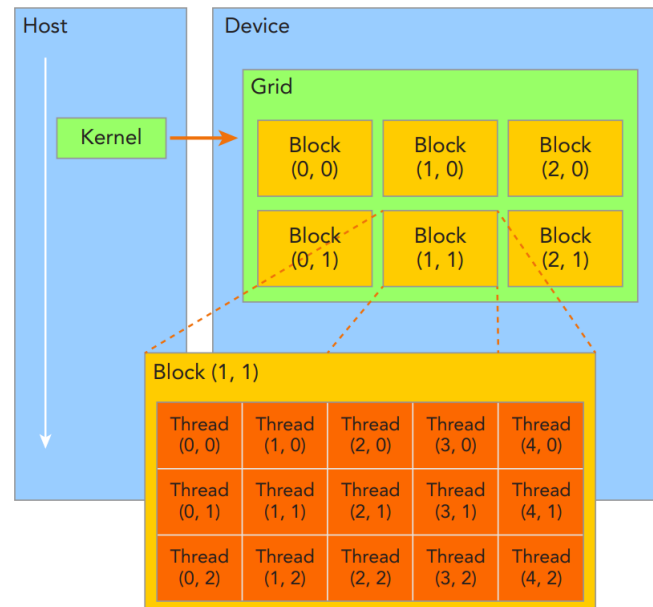 Host
Device
Grid
Kernel
Block
(0, 0)
Block
(1, 0)
Block
(2, 0)
Block
(0, 1)
Block
(1, 1)
Block
(2, 1)
Block (1, 1)
Thread
(0, 0)
Thread
(1, 0)
Thread
(2, 0)
Thread
(3, 0)
Thread
(4, 0)
Thread
(0, 1)
Thread
(1, 1)
Thread
(2, 1)
Thread
(3, 1)
Thread
(4, 1)
Thread
(0, 2)
Thread
(1, 2)
Thread
(2, 2)
Thread
(3, 2)
Thread
(4, 2)